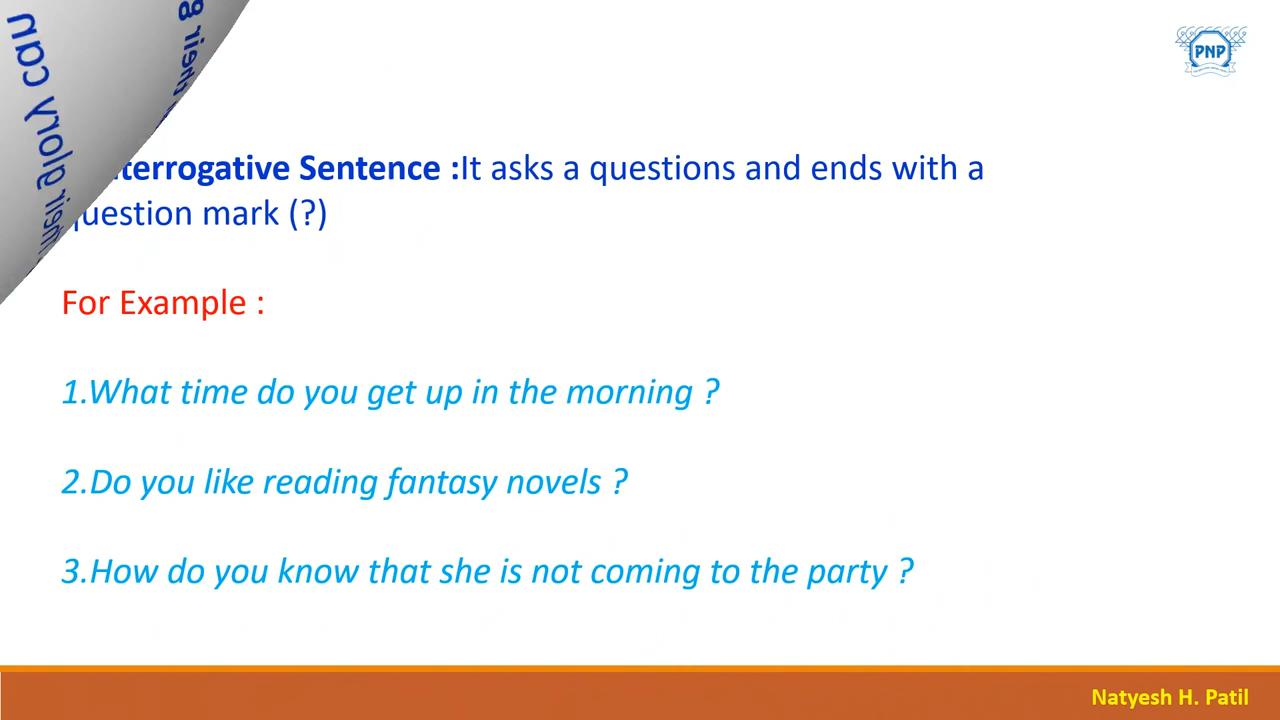 PNP
terrogative Sentence :It asks a questions and ends with a
question mark (?)
For Example :
1.What time do you get up in the morning ?
2.Do you like reading fantasy novels ?
3.How do you know that she is not coming to the party ?
Natyesh H. Patil